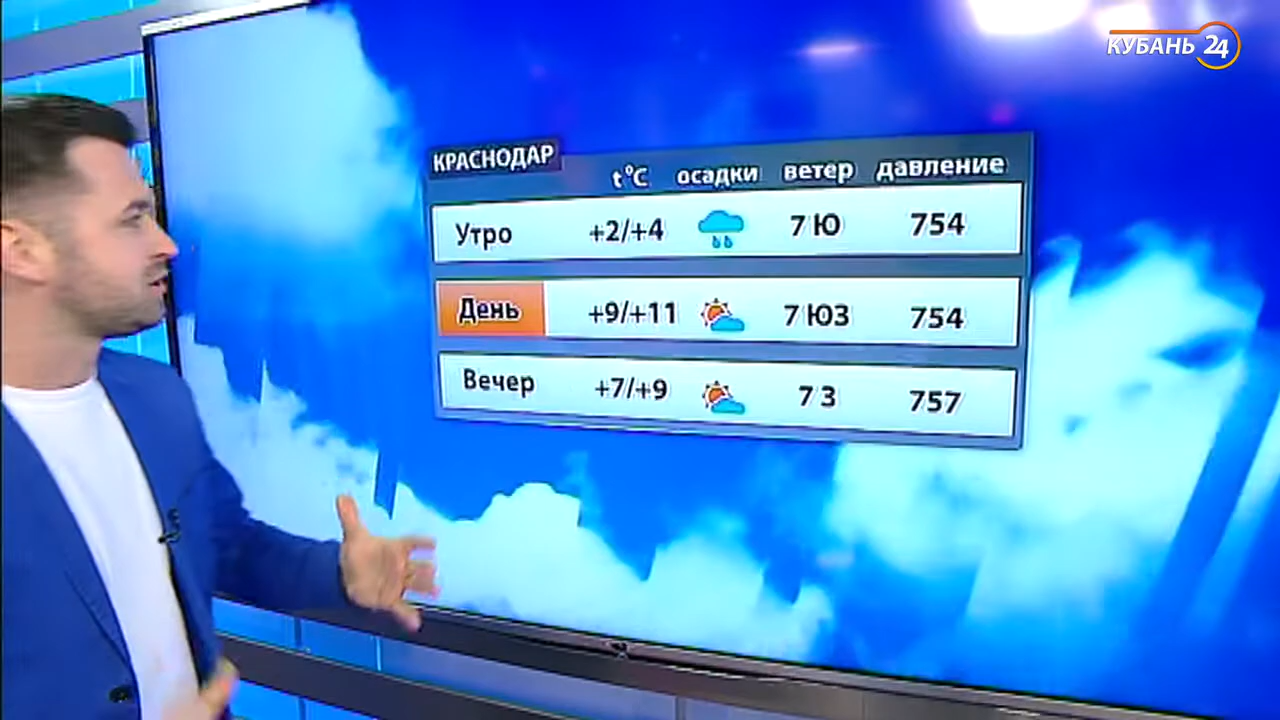 КУБАНЬ 24
КРАСНОДАР
t °C осадки ветер давление
Утро +2/+4 7 Ю 754
День +9/+11 7 ЮЗ 754
Вечер +7/+9 7 З 757